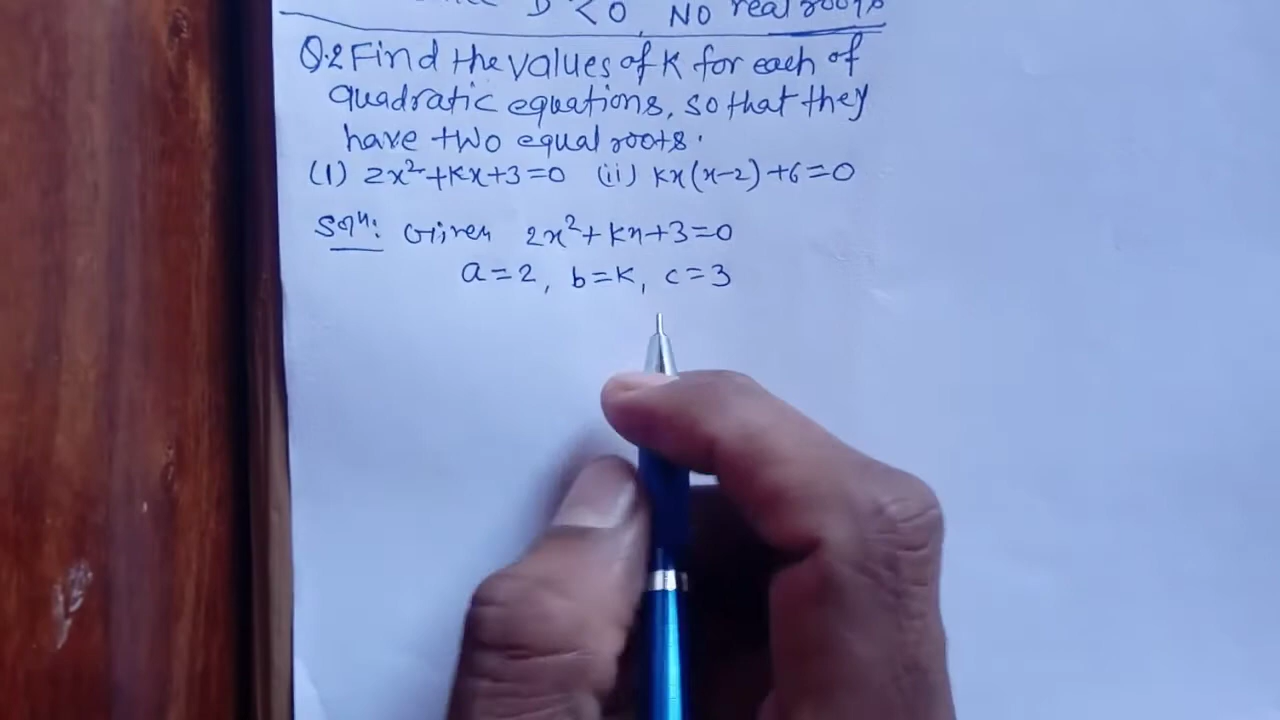 D < 0, No real roots
Q.2 Find the values of K for each of
quadratic equations, so that they
have two equal roots.
(1) 2x²+Kx+3=0 (ii) Kx(x-2)+6=0
Solⁿ: Given 2x²+kx+3=0
a=2, b=K, c=3